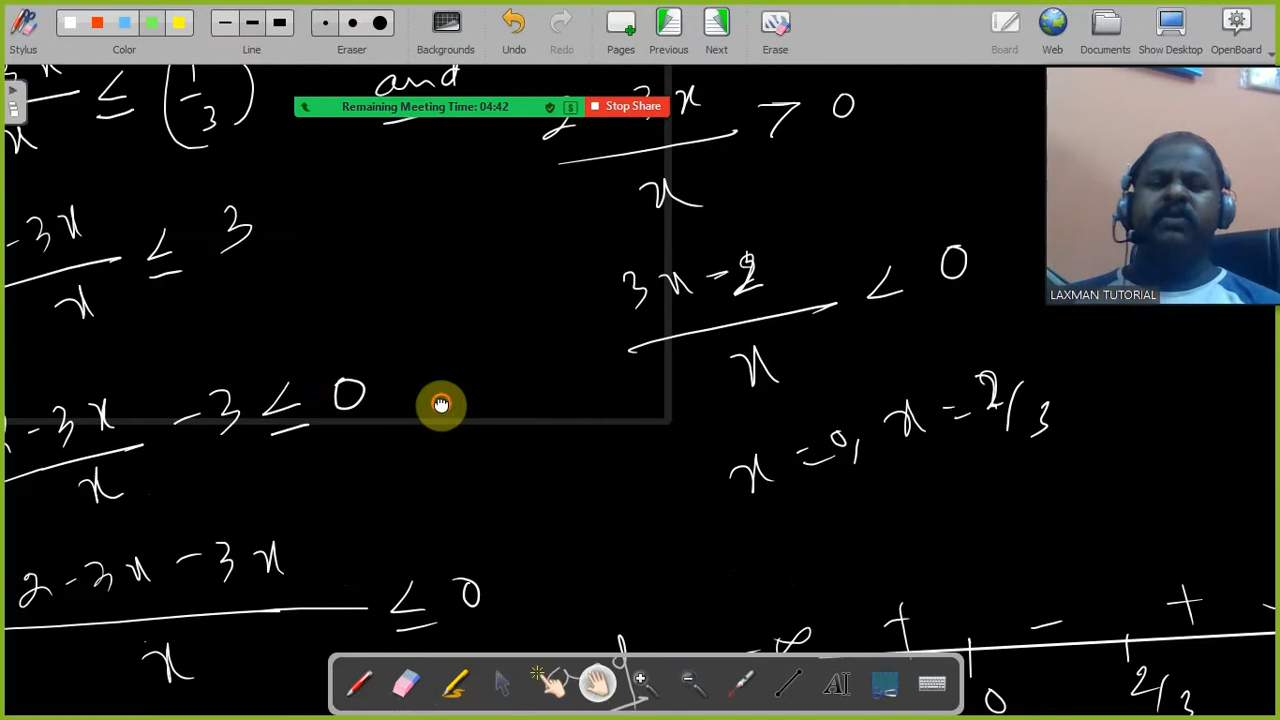 Stylus Color Line Eraser Backgrounds Undo Redo Pages Previous Next Erase Board Web Documents Show Desktop OpenBoard
Remaining Meeting Time: 04:42 Stop Share
and
x ≤ (1/3)
2-3x/x > 0
-3x/x ≤ 3
3x-2/x < 0
LAXMAN TUTORIAL
-3x/x -3 ≤ 0
x = 0, x = 2/3
2-3x-3x/x ≤ 0
-∞ + - +
0 2/3